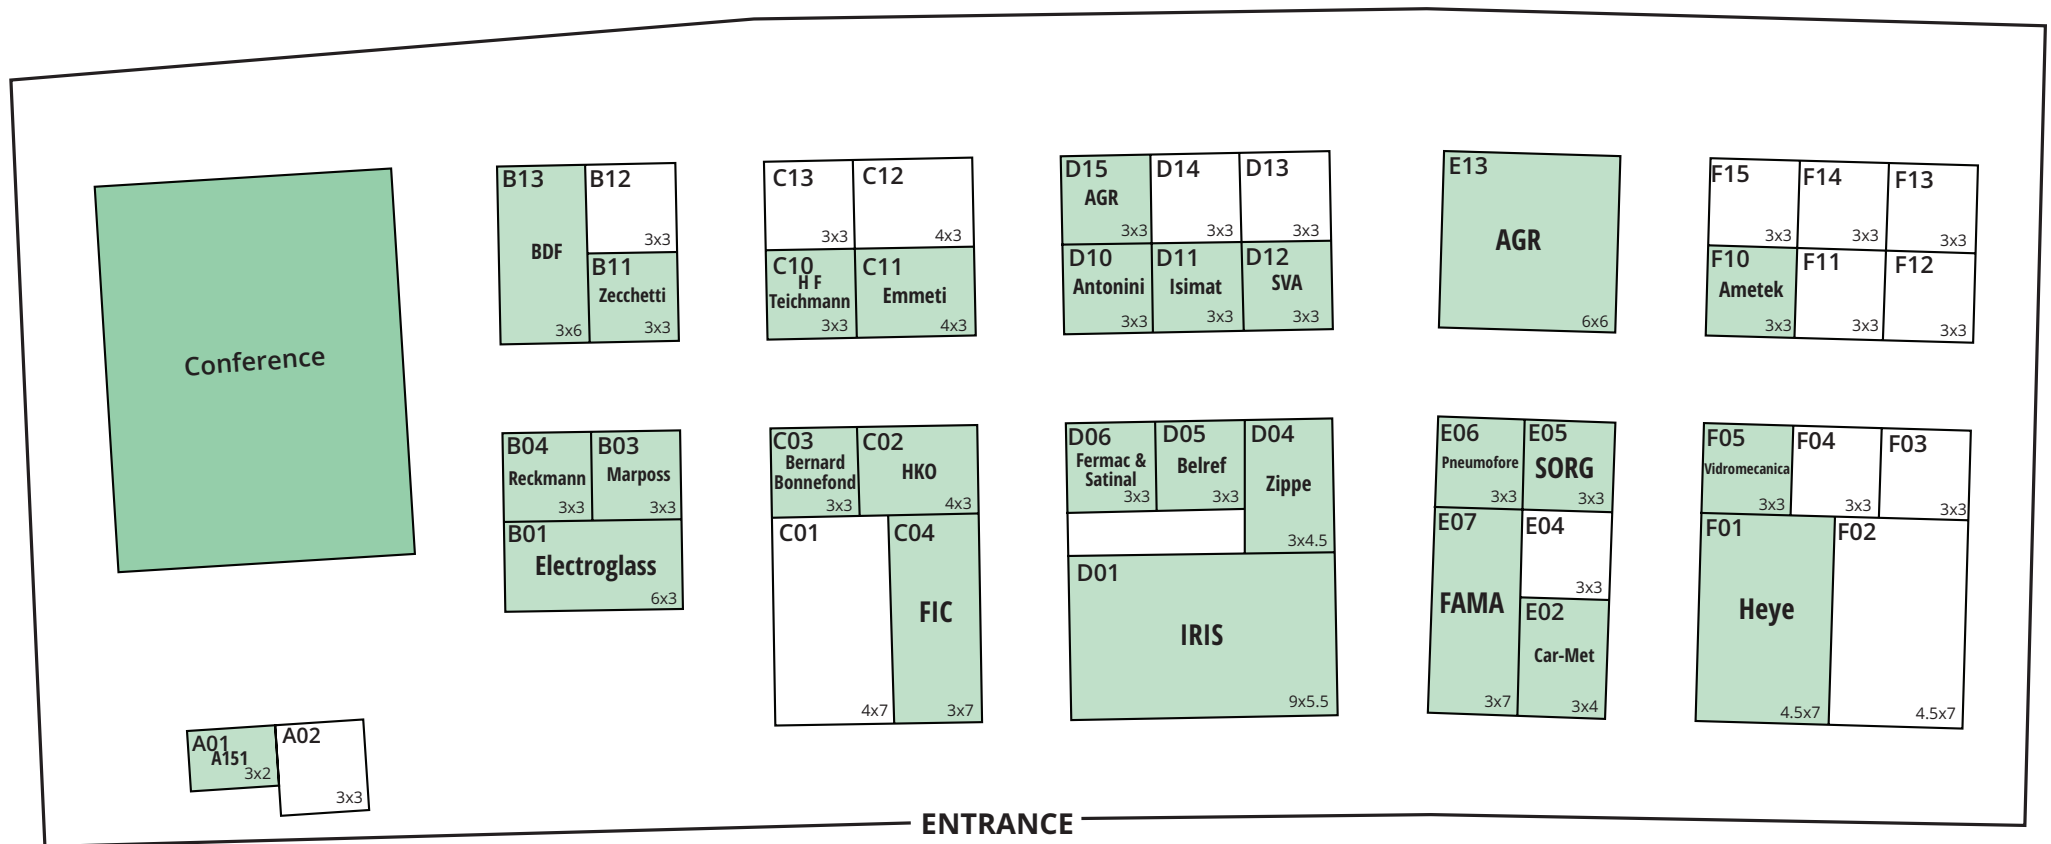 Conference
B13
BDF
3x6
B12
3x3
B11
Zecchetti
3x3
C13
3x3
C12
4x3
C10
H F
Teichmann
3x3
C11
Emmeti
4x3
D15
AGR
3x3
D14
3x3
D13
3x3
D10
Antonini
3x3
D11
Isimat
3x3
D12
SVA
3x3
E13
AGR
6x6
F15
3x3
F14
3x3
F13
3x3
F10
Ametek
3x3
F11
3x3
F12
3x3
B04
Reckmann
3x3
B03
Marposs
3x3
B01
Electroglass
6x3
C03
Bernard
Bonnefond
3x3
C02
HKO
4x3
C01
4x7
C04
FIC
3x7
D06
Fermac &
Satinal
3x3
D05
Belref
3x3
D04
Zippe
3x4.5
D01
IRIS
9x5.5
E06
Pneumofore
3x3
E05
SORG
3x3
E07
FAMA
3x7
E04
3x3
E02
Car-Met
3x4
F05
Vidromecanica
3x3
F04
3x3
F03
3x3
F01
Heye
4.5x7
F02
4.5x7
A01
A151
3x2
A02
3x3
ENTRANCE